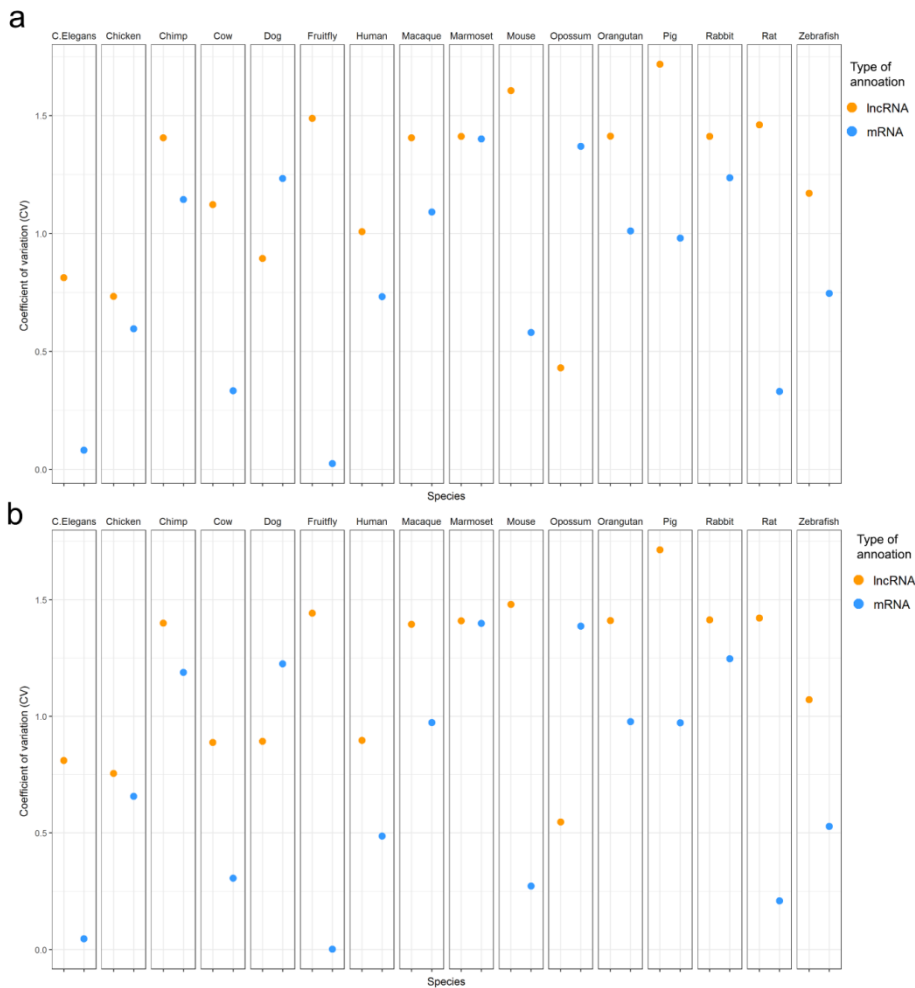 a
C.Elegans Chicken Chimp Cow Dog Fruitfly Human Macaque Marmoset Mouse Opossum Orangutan Pig Rabbit Rat Zebrafish
Type of
annoation
lncRNA
mRNA
1.5
1.0
0.5
0.0
Coefficient of variation (CV)
Species
b
C.Elegans Chicken Chimp Cow Dog Fruitfly Human Macaque Marmoset Mouse Opossum Orangutan Pig Rabbit Rat Zebrafish
Type of
annoation
lncRNA
mRNA
1.5
1.0
0.5
0.0
Coefficient of variation (CV)
Species